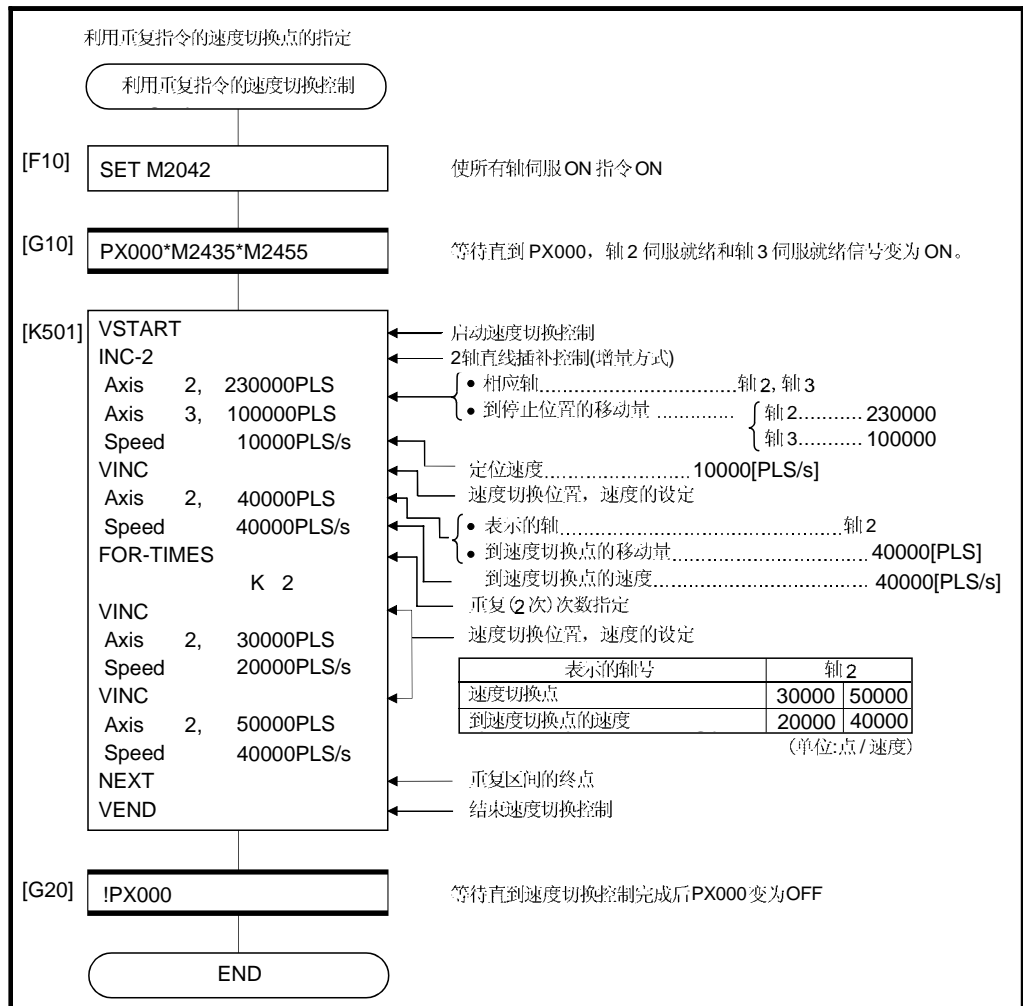 利用重复指令的速度切换点的指定
利用重复指令的速度切换控制
[F10] SET M2042 使所有轴伺服ON 指令ON
[G10] PX000*M2435*M2455 等待直到 PX000，轴 2 伺服就绪和轴 3 伺服就绪信号变为 ON。
[K501] VSTART 启动速度切换控制
INC-2 2轴直线插补控制(增量方式)
Axis 2, 230000PLS ● 相应轴 轴 2, 轴 3
Axis 3, 100000PLS ● 到停止位置的移动量 轴 2 230000
轴 3 100000
Speed 10000PLS/s 定位速度 10000[PLS/s]
VINC 速度切换位置，速度的设定
Axis 2, 40000PLS ● 表示的轴 轴 2
Speed 40000PLS/s ● 到速度切换点的移动量 40000[PLS]
到速度切换点的速度 40000[PLS/s]
FOR-TIMES 重复(2 次)次数指定
K 2
VINC 速度切换位置，速度的设定
Axis 2, 30000PLS
Speed 20000PLS/s
VINC
Axis 2, 50000PLS
Speed 40000PLS/s
表示的轴号 轴 2
速度切换点 30000 50000
到速度切换点的速度 20000 40000
(单位:点 / 速度)
NEXT 重复区间的终点
VEND 结束速度切换控制
[G20] !PX000 等待直到速度切换控制完成后PX000 变为OFF
END